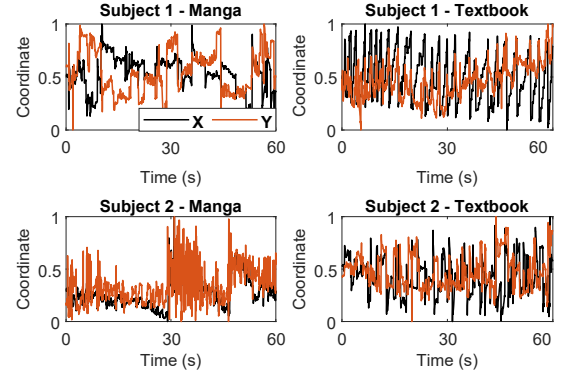 Subject 1 - Manga
Coordinate
1
0.5
0
X Y
0 30 60
Time (s)
Subject 1 - Textbook
Coordinate
1
0.5
0
0 30 60
Time (s)
Subject 2 - Manga
Coordinate
1
0.5
0
0 30 60
Time (s)
Subject 2 - Textbook
Coordinate
1
0.5
0
0 30 60
Time (s)